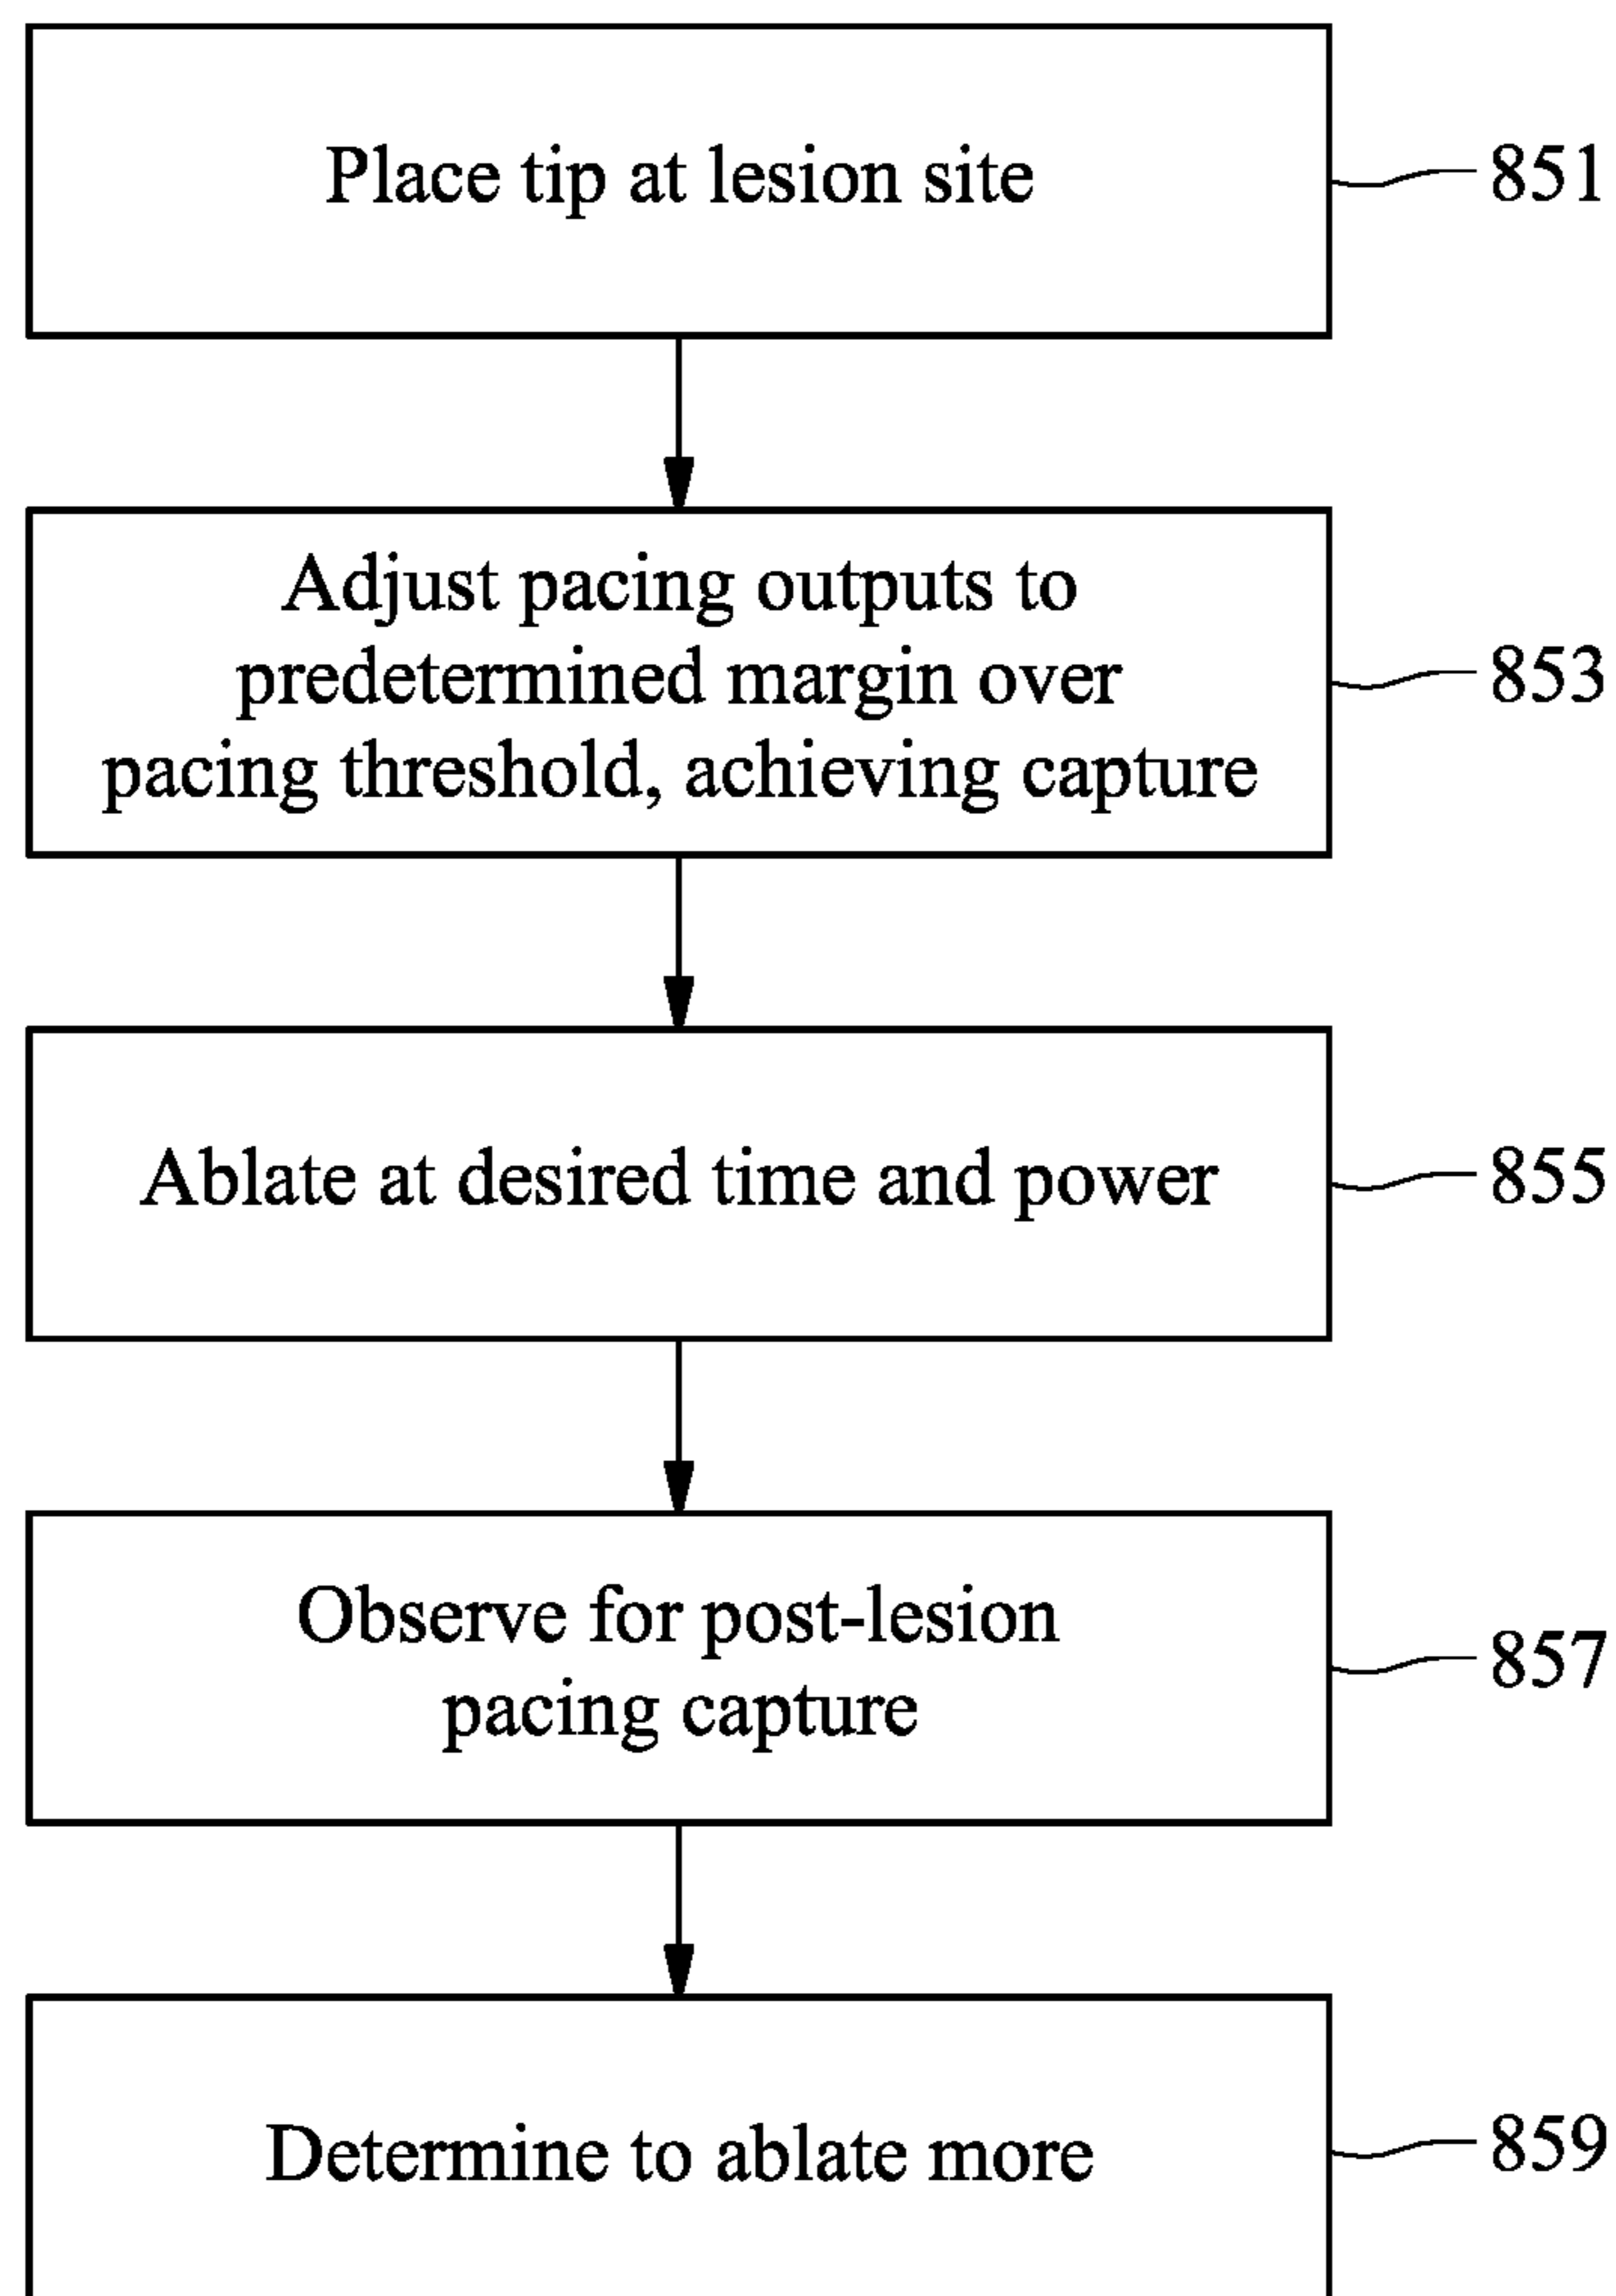 Place tip at lesion site
851
Adjust pacing outputs to
predetermined margin over
pacing threshold, achieving capture
853
Ablate at desired time and power
855
Observe for post-lesion
pacing capture
857
Determine to ablate more
859